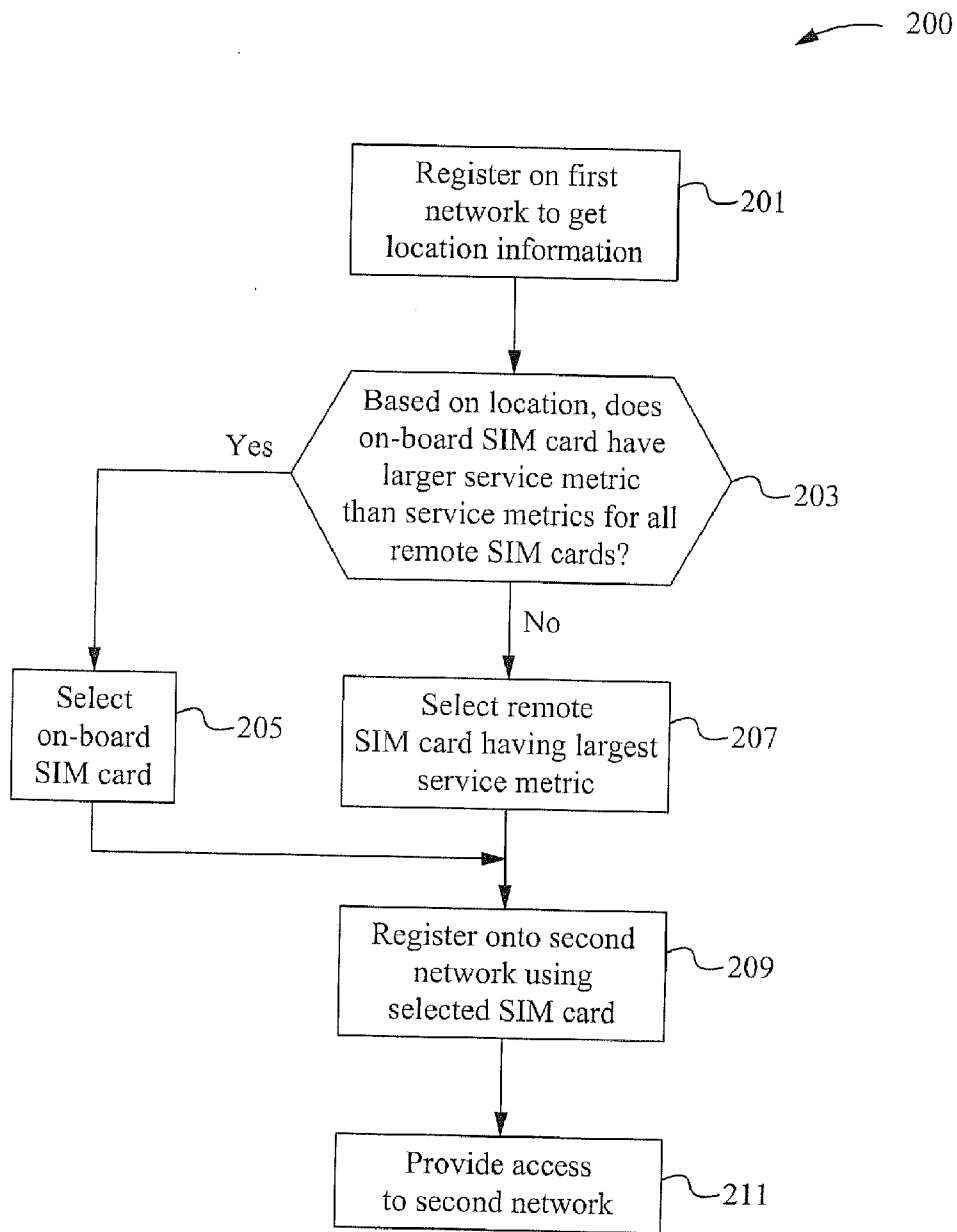 200
Register on first
network to get
location information
201
Based on location, does
on-board SIM card have
larger service metric
than service metrics for all
remote SIM cards?
203
Yes
No
Select
on-board
SIM card
205
Select remote
SIM card having largest
service metric
207
Register onto second
network using
selected SIM card
209
Provide access
to second network
211